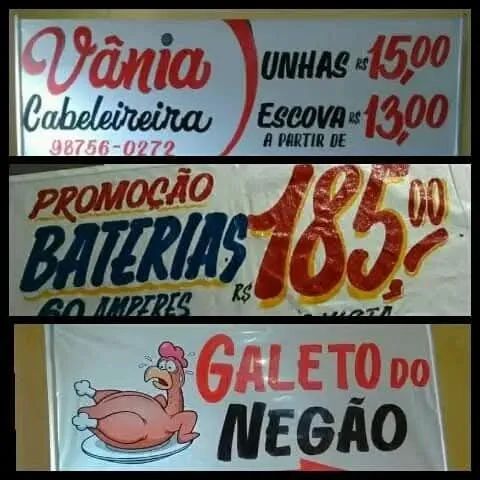 Vânia
Cabeleireira
98756-0272
UNHAS R$ 15,00
ESCOVA R$ 13,00
A PARTIR DE
PROMOÇÃO
BATERIAS
R$ 185,00
60 AMPERES
GALETO DO
NEGÃO